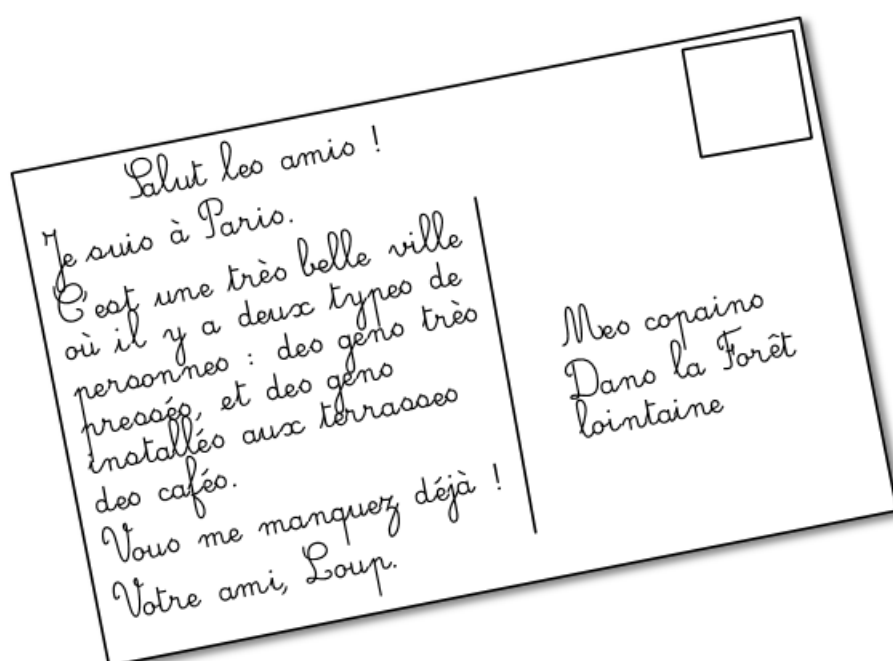 Salut les amis !
Je suis à Paris.
C'est une très belle ville
où il y a deux types de
personnes : des gens très
pressés, et des gens
installés aux terrasses
des cafés.
Vous me manquez déjà !
Votre ami, Loup.
Mes copains
Dans la Forêt
lointaine